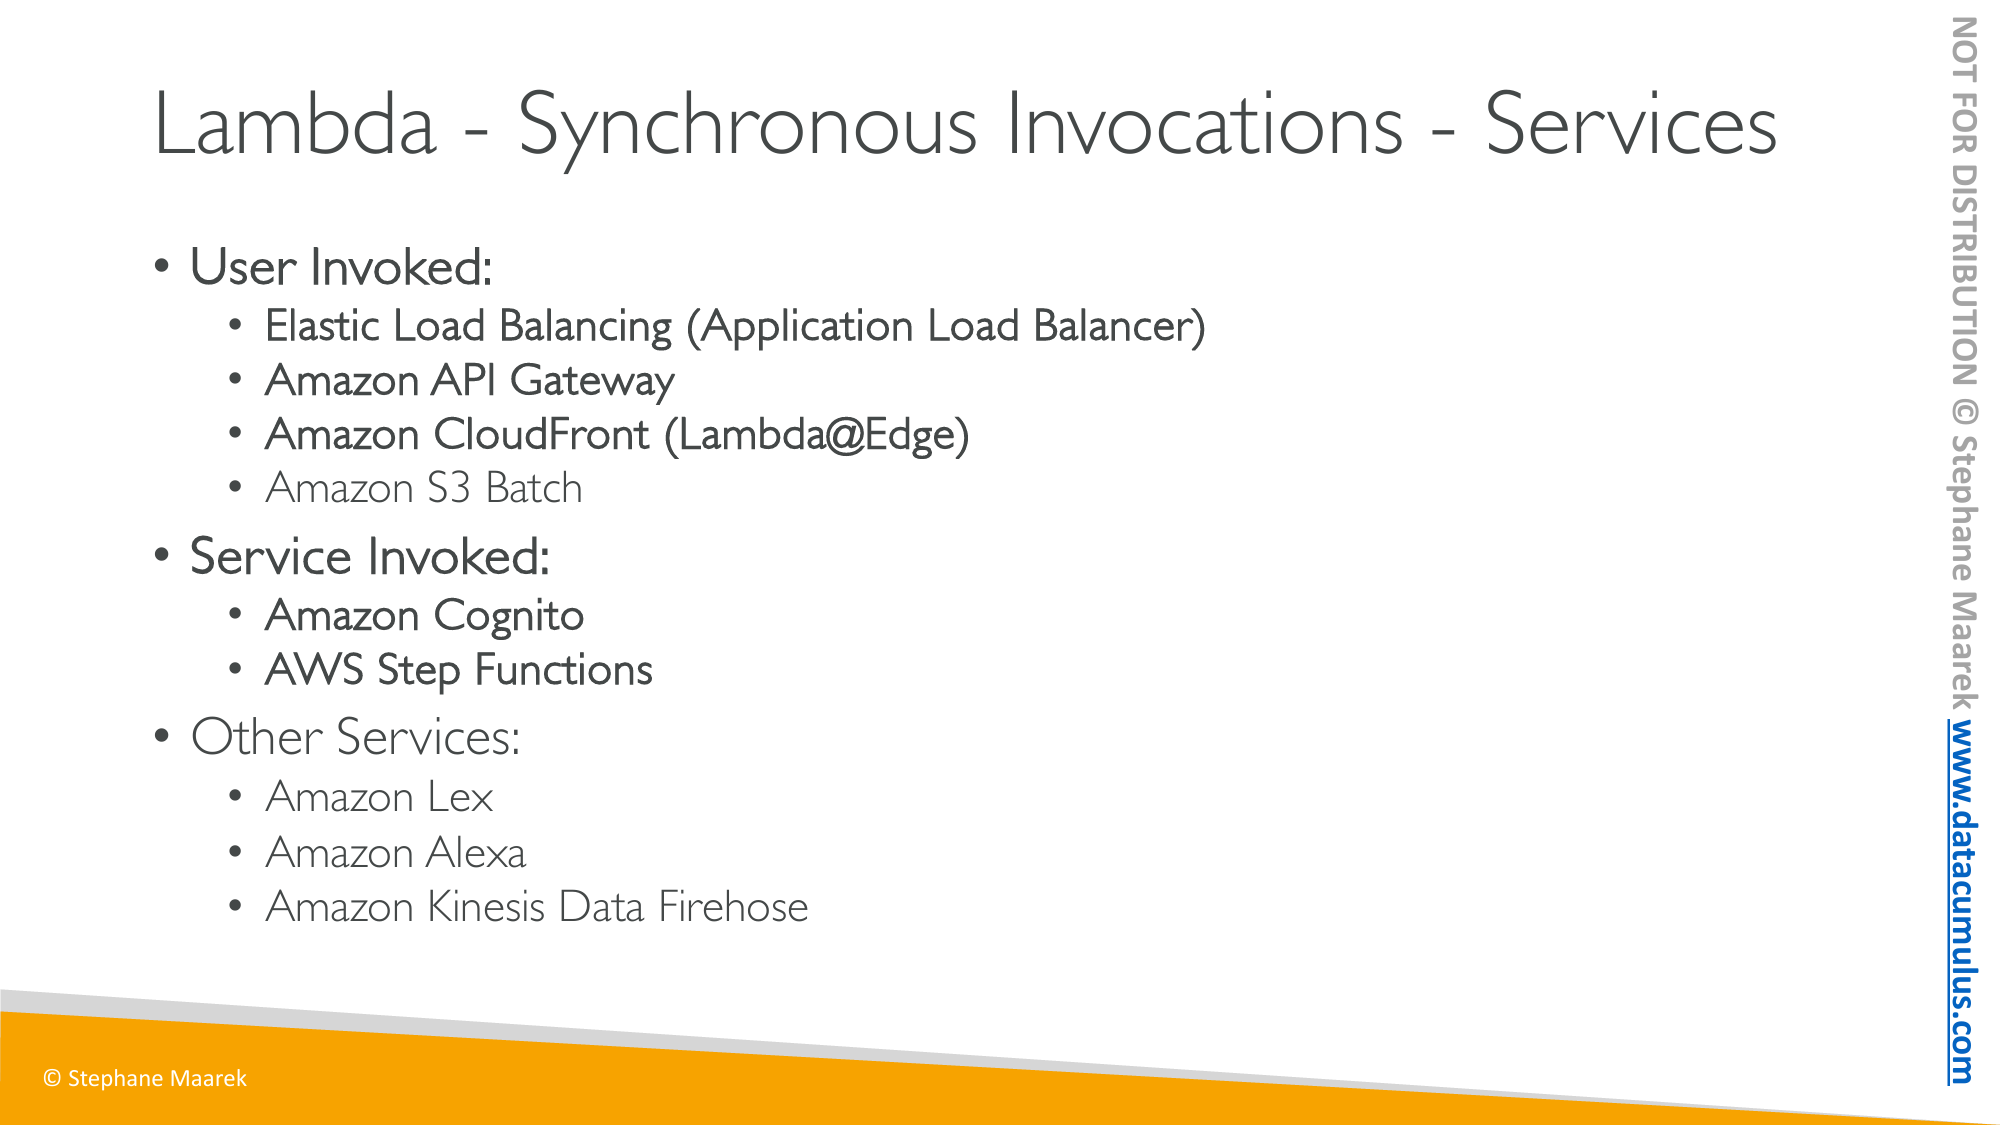 Lambda - Synchronous Invocations - Services
• User Invoked:
• Elastic Load Balancing (Application Load Balancer)
• Amazon API Gateway
• Amazon CloudFront (Lambda@Edge)
• Amazon S3 Batch
• Service Invoked:
• Amazon Cognito
• AWS Step Functions
• Other Services:
• Amazon Lex
• Amazon Alexa
• Amazon Kinesis Data Firehose
© Stephane Maarek
NOT FOR DISTRIBUTION © Stephane Maarek www.datacumulus.com